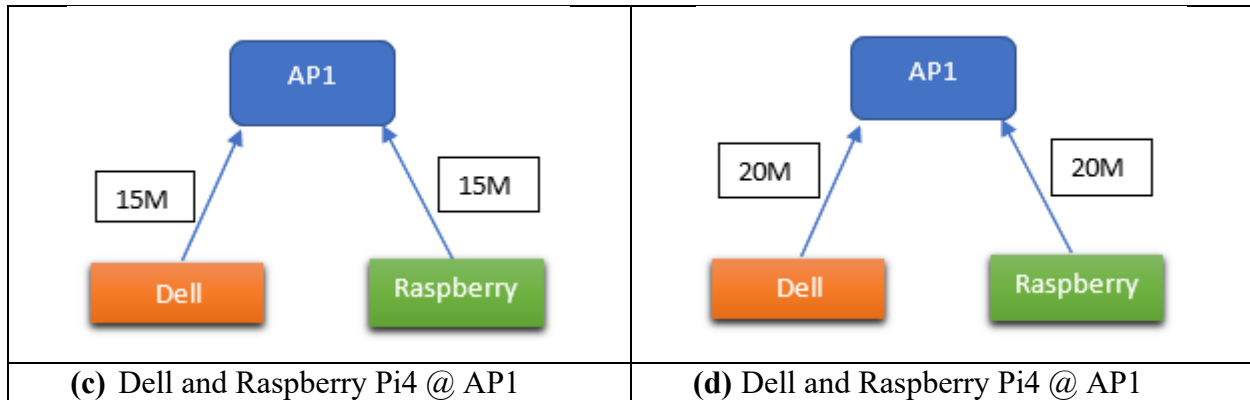 AP1
15M
15M
Dell
Raspberry
(c) Dell and Raspberry Pi4 @ AP1
AP1
20M
20M
Dell
Raspberry
(d) Dell and Raspberry Pi4 @ AP1